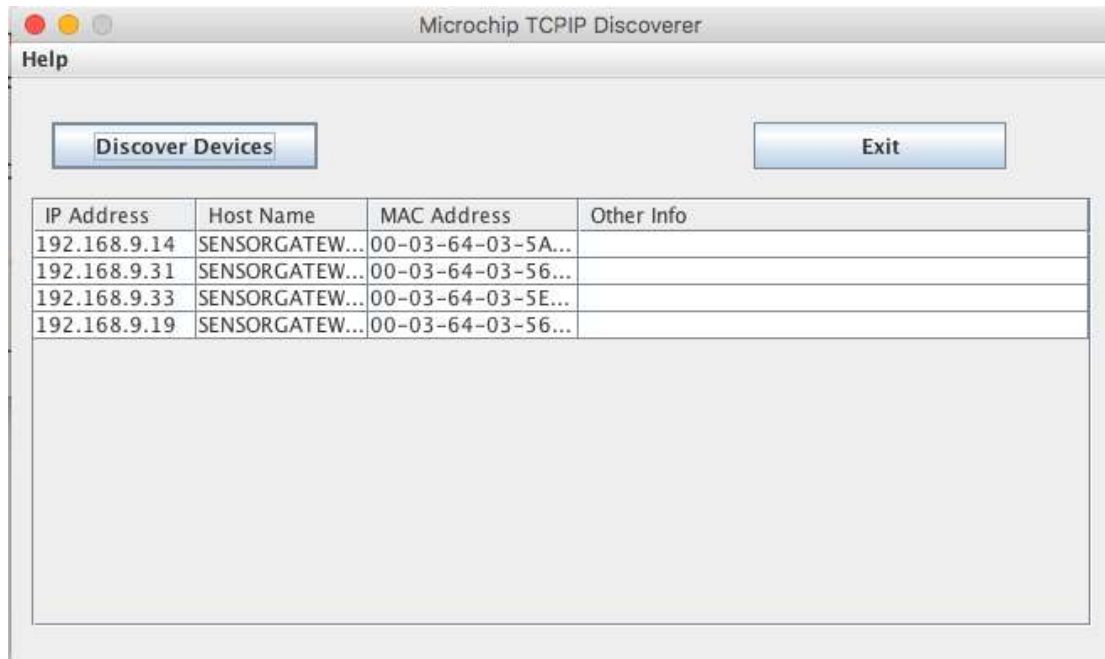 Microchip TCPIP Discoverer
Help
Discover Devices Exit
IP Address Host Name MAC Address Other Info
192.168.9.14 SENSORGATEW... 00-03-64-03-5A...
192.168.9.31 SENSORGATEW... 00-03-64-03-56...
192.168.9.33 SENSORGATEW... 00-03-64-03-5E...
192.168.9.19 SENSORGATEW... 00-03-64-03-56...